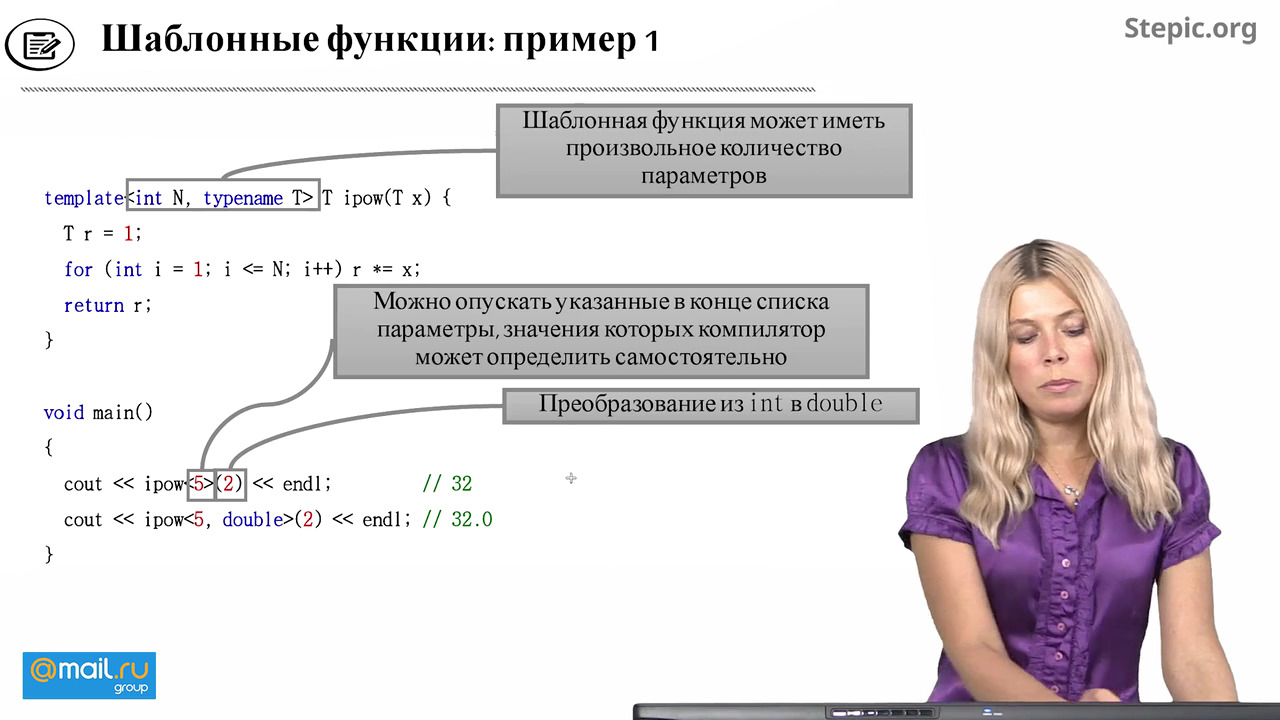 Шаблонные функции: пример 1
Stepic.org
Шаблонная функция может иметь
произвольное количество
параметров
template<int N, typename T> T ipow(T x) {
T r = 1;
for (int i = 1; i <= N; i++) r *= x;
return r;
}
Можно опускать указанные в конце списка
параметры, значения которых компилятор
может определить самостоятельно
Преобразование из int в double
void main()
{
cout << ipow<5>(2) << endl; // 32
cout << ipow<5, double>(2) << endl; // 32.0
}
@mail.ru
group